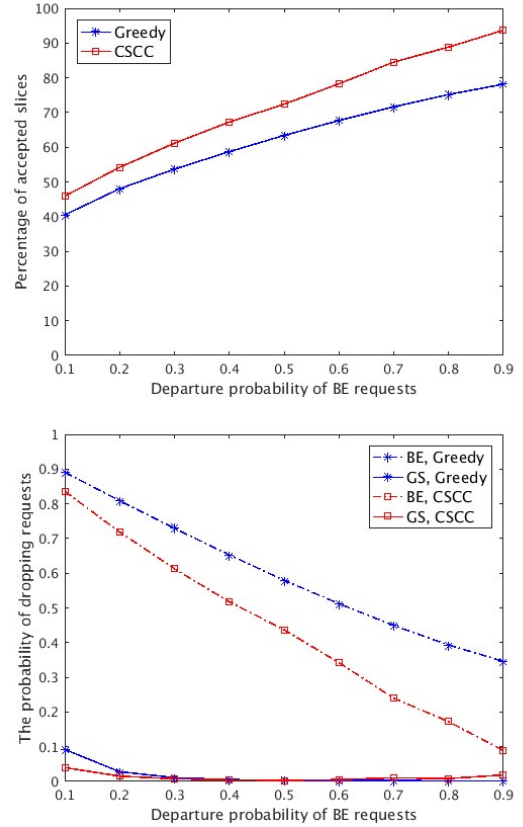 100
90
80
70
60
50
40
30
20
10
0
Percentage of accepted slices
Greedy
CSCC
0.1 0.2 0.3 0.4 0.5 0.6 0.7 0.8 0.9
Departure probability of BE requests
1
0.9
0.8
0.7
0.6
0.5
0.4
0.3
0.2
0.1
0
The probability of dropping requests
BE, Greedy
GS, Greedy
BE, CSCC
GS, CSCC
0.1 0.2 0.3 0.4 0.5 0.6 0.7 0.8 0.9
Departure probability of BE requests